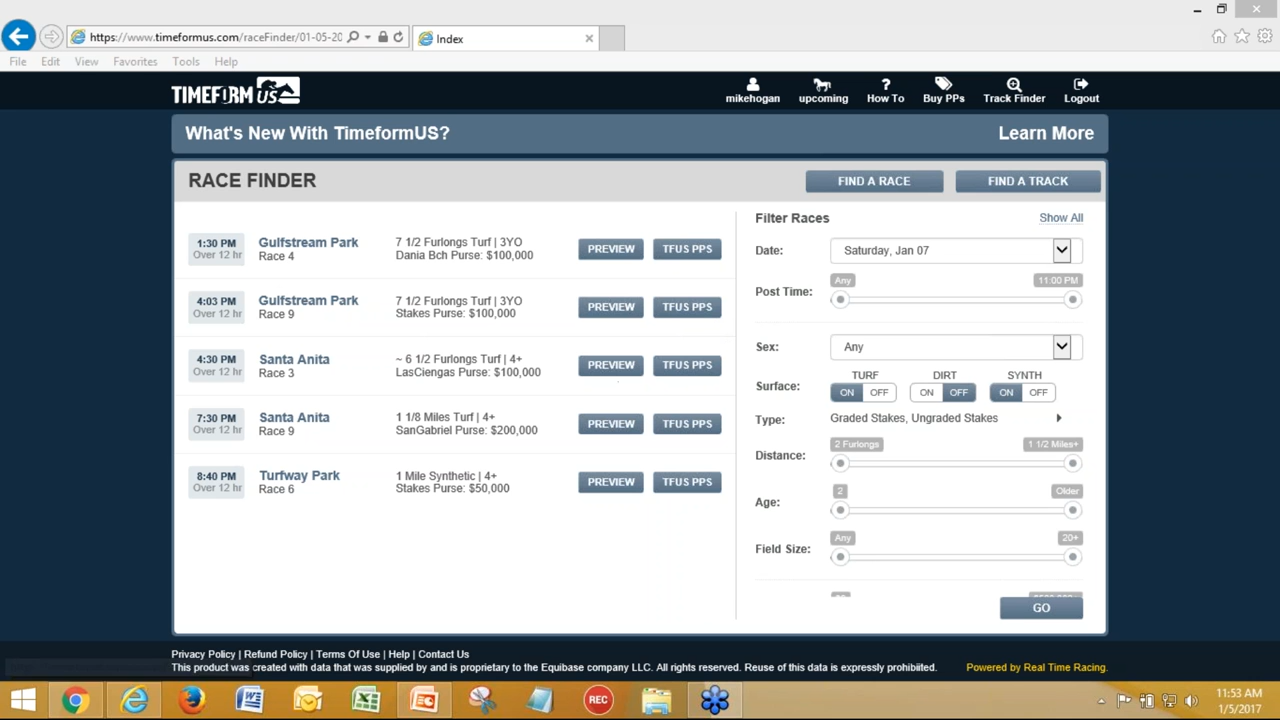 https://www.timeformus.com/raceFinder/01-05-20
Index
File Edit View Favorites Tools Help
TIMEFORM US
mikehogan upcoming How To Buy PPs Track Finder Logout
What's New With TimeformUS? Learn More
RACE FINDER FIND A RACE FIND A TRACK
1:30 PM
Over 12 hr
Gulfstream Park
Race 4
7 1/2 Furlongs Turf | 3YO
Dania Bch Purse: $100,000
PREVIEW TFUS PPS
4:03 PM
Over 12 hr
Gulfstream Park
Race 9
7 1/2 Furlongs Turf | 3YO
Stakes Purse: $100,000
PREVIEW TFUS PPS
4:30 PM
Over 12 hr
Santa Anita
Race 3
~ 6 1/2 Furlongs Turf | 4+
LasCiengas Purse: $100,000
PREVIEW TFUS PPS
7:30 PM
Over 12 hr
Santa Anita
Race 9
1 1/8 Miles Turf | 4+
SanGabriel Purse: $200,000
PREVIEW TFUS PPS
8:40 PM
Over 12 hr
Turfway Park
Race 6
1 Mile Synthetic | 4+
Stakes Purse: $50,000
PREVIEW TFUS PPS
Filter Races Show All
Date: Saturday, Jan 07
Any 11:00 PM
Post Time:
Sex: Any
TURF DIRT SYNTH
Surface: ON OFF ON OFF ON OFF
Type: Graded Stakes, Ungraded Stakes
2 Furlongs 1 1/2 Miles+
Distance:
2 Older
Age:
Any 20+
Field Size:
GO
Privacy Policy | Refund Policy | Terms Of Use | Help | Contact Us
This product was created with data that was supplied by and is proprietary to the Equibase company LLC. All rights reserved. Reuse of this data is expressly prohibiited. Powered by Real Time Racing.
REC
11:53 AM
1/5/2017